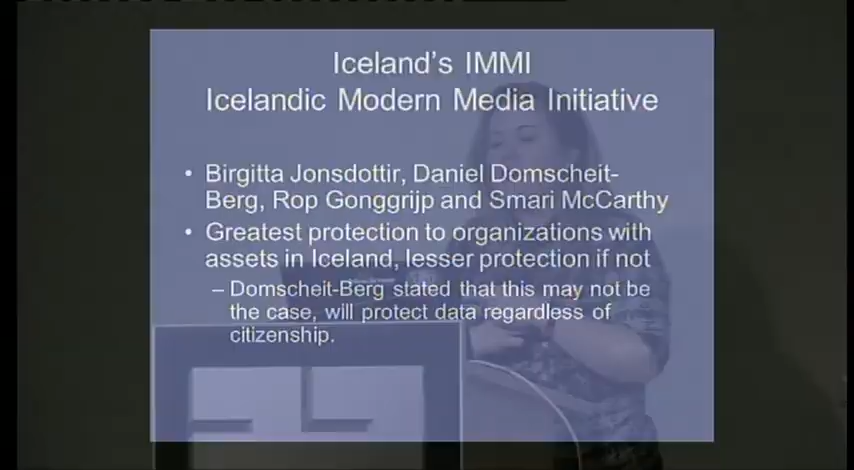 Iceland's IMMI
Icelandic Modern Media Initiative
• Birgitta Jonsdottir, Daniel Domscheit-
Berg, Rop Gonggrijp and Smari McCarthy
• Greatest protection to organizations with
assets in Iceland, lesser protection if not
– Domscheit-Berg stated that this may not be
the case, will protect data regardless of
citizenship.